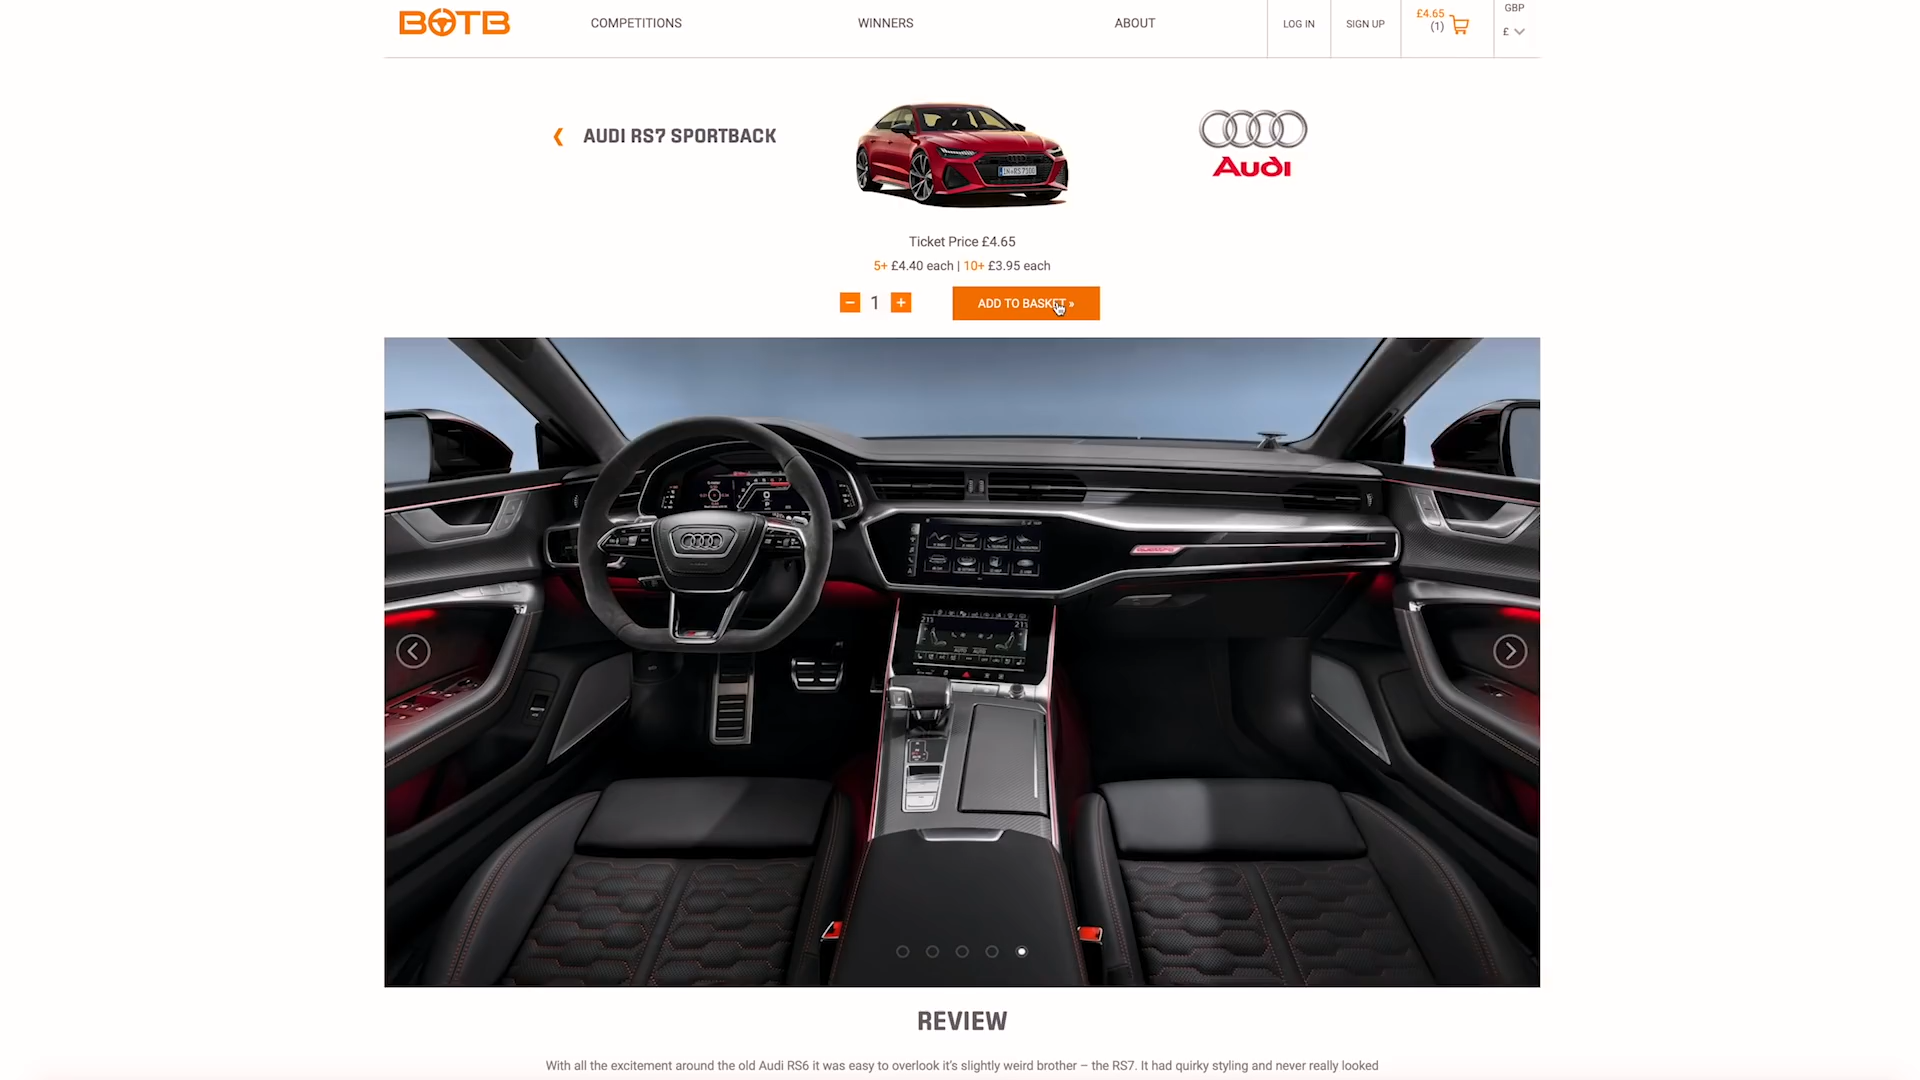 BOTB
COMPETITIONS
WINNERS
ABOUT
LOG IN
SIGN UP
£4.65
(1)
GBP
£
AUDI RS7 SPORTBACK
IN RS 7100
Audi
Ticket Price £4.65
5+ £4.40 each | 10+ £3.95 each
− 1 +
ADD TO BASKET »
REVIEW
With all the excitement around the old Audi RS6 it was easy to overlook it's slightly weird brother – the RS7. It had quirky styling and never really looked